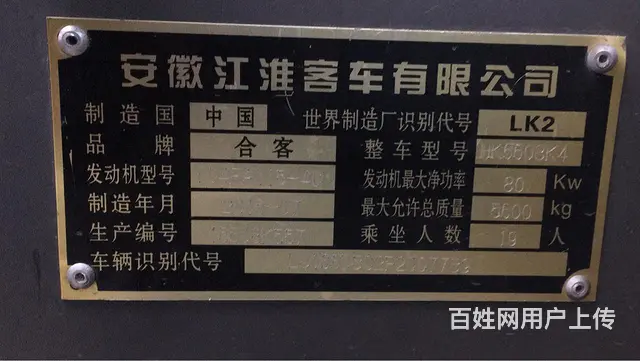 安徽江淮客车有限公司
制造国 中国 世界制造厂识别代号 LK2
品牌 合客 整车型号
发动机型号 发动机最大净功率 80 Kw
制造年月 最大允许总质量 5600 kg
生产编号 乘坐人数 19 人
车辆识别代号
百姓网用户上传